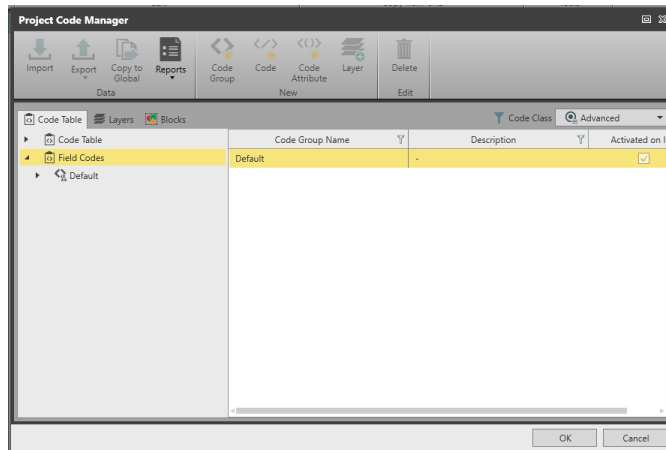 Project Code Manager
Import
Export
Copy to
Global
Reports
Code
Group
Code
Code
Attribute
Layer
Delete
Data
New
Edit
Code Table
Layers
Blocks
Code Class
Advanced
Code Table
Field Codes
Default
Code Group Name
Description
Activated on I
Default
-
OK
Cancel